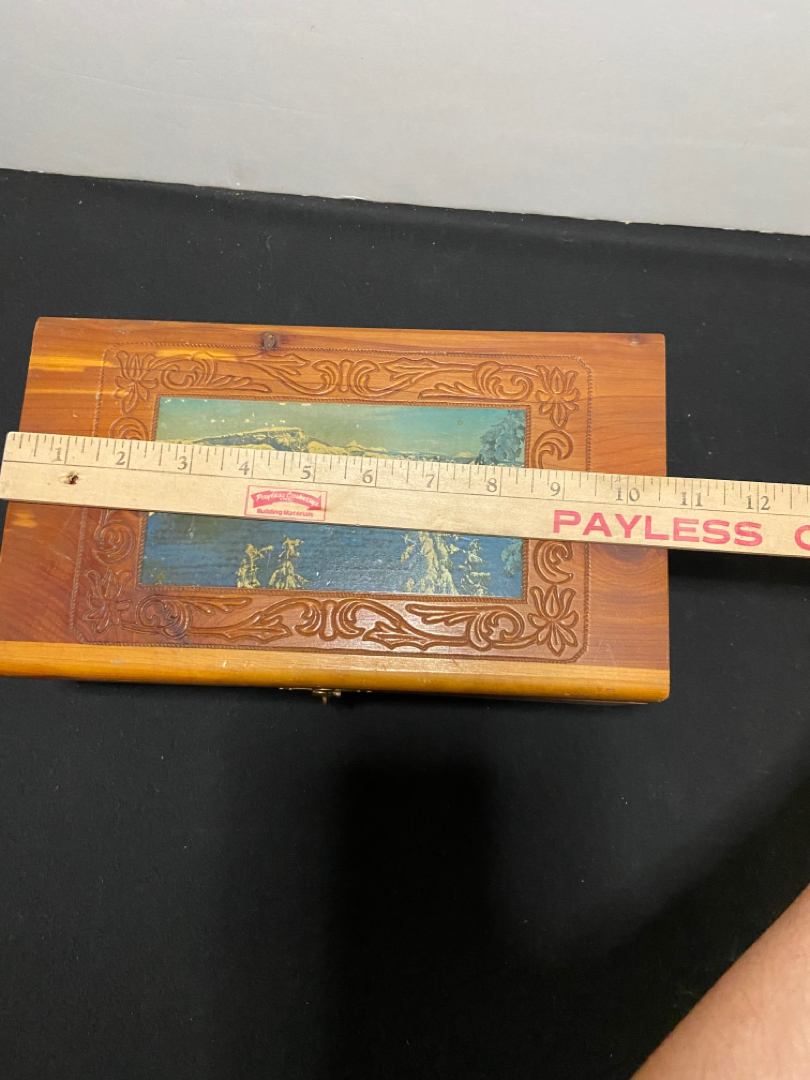 1 2 3 4 5 6 7 8 9 10 11 12
Payless Cashways
Building Materials
PAYLESS C